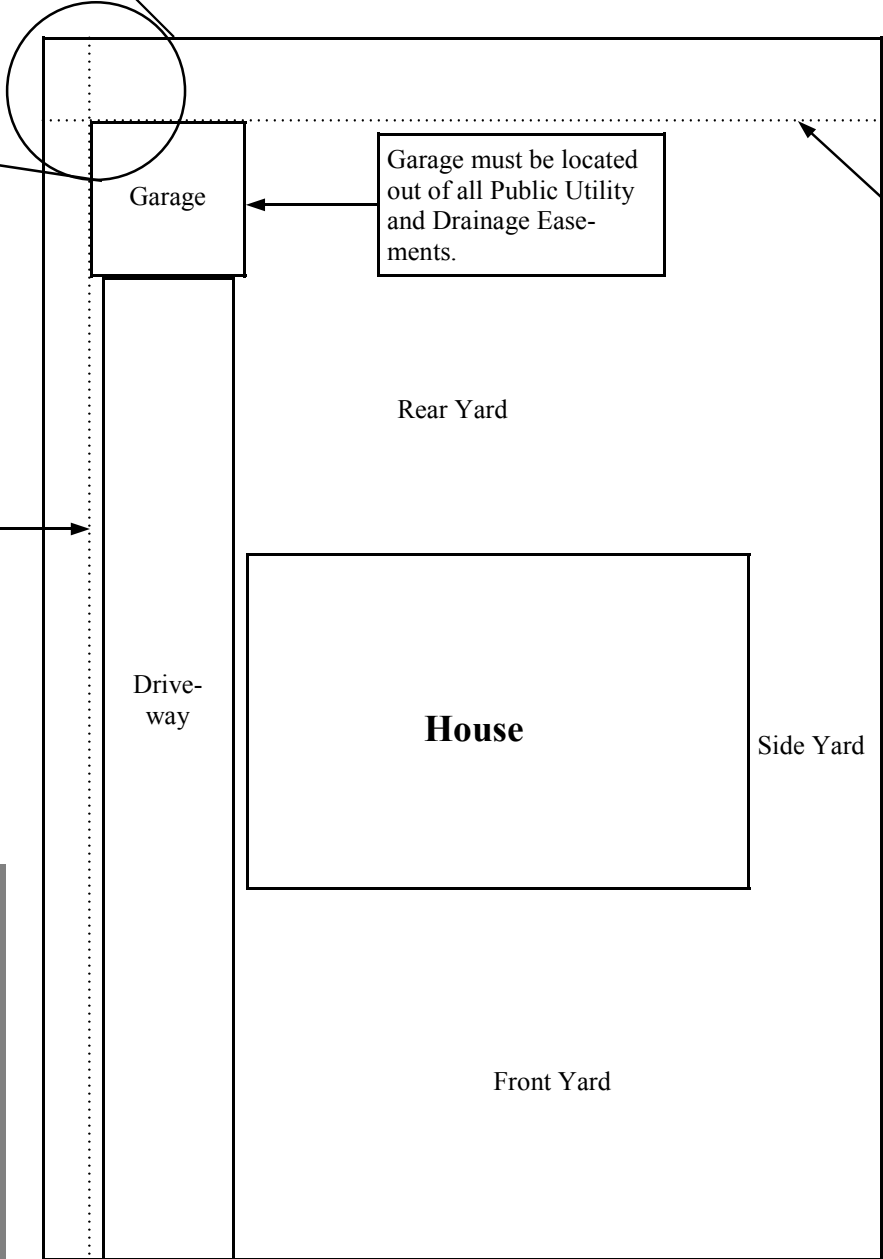 Garage must be located
out of all Public Utility
and Drainage Ease-
ments.
Garage
Rear Yard
Drive-
way
House
Side Yard
Front Yard